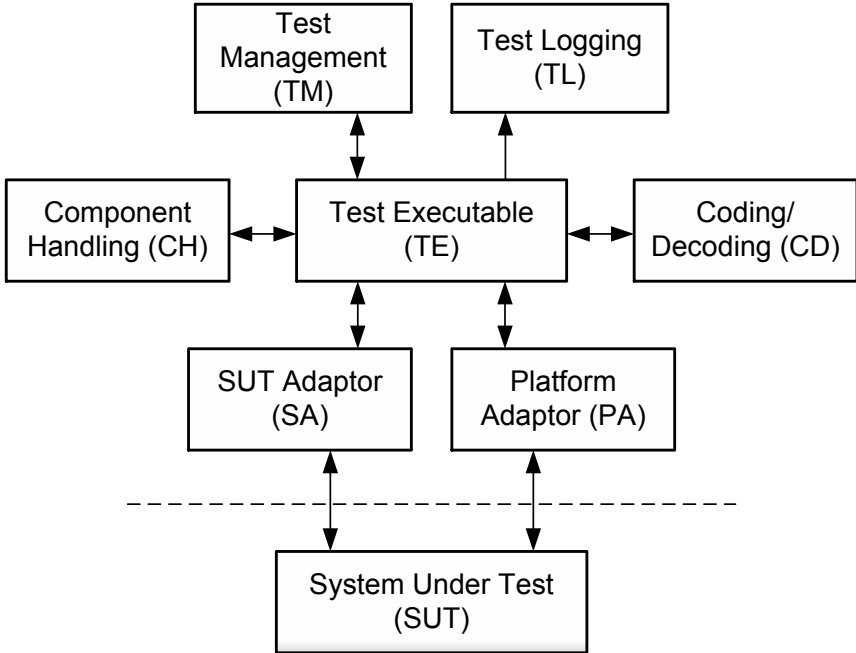 Test
Management
(TM)
Test Logging
(TL)
Component
Handling (CH)
Test Executable
(TE)
Coding/
Decoding (CD)
SUT Adaptor
(SA)
Platform
Adaptor (PA)
System Under Test
(SUT)